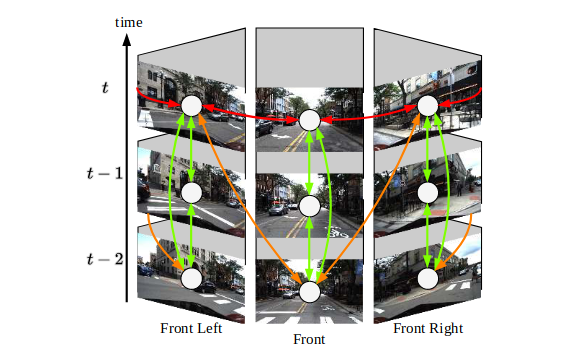 time
t
t − 1
t − 2
Front Left
Front
Front Right